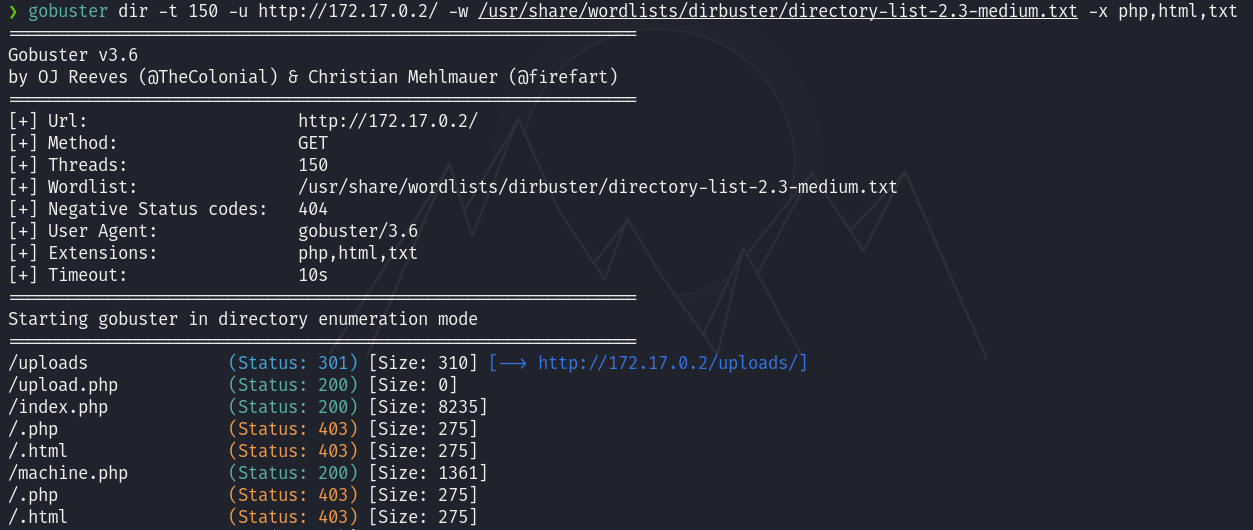 ❯ gobuster dir -t 150 -u http://172.17.0.2/ -w /usr/share/wordlists/dirbuster/directory-list-2.3-medium.txt -x php,html,txt
===============================================================
Gobuster v3.6
by OJ Reeves (@TheColonial) & Christian Mehlmauer (@firefart)
===============================================================
[+] Url:                     http://172.17.0.2/
[+] Method:                  GET
[+] Threads:                 150
[+] Wordlist:                /usr/share/wordlists/dirbuster/directory-list-2.3-medium.txt
[+] Negative Status codes:   404
[+] User Agent:              gobuster/3.6
[+] Extensions:              php,html,txt
[+] Timeout:                 10s
===============================================================
Starting gobuster in directory enumeration mode
===============================================================
/uploads              (Status: 301) [Size: 310] [--> http://172.17.0.2/uploads/]
/upload.php           (Status: 200) [Size: 0]
/index.php            (Status: 200) [Size: 8235]
/.php                 (Status: 403) [Size: 275]
/.html                (Status: 403) [Size: 275]
/machine.php          (Status: 200) [Size: 1361]
/.php                 (Status: 403) [Size: 275]
/.html                (Status: 403) [Size: 275]